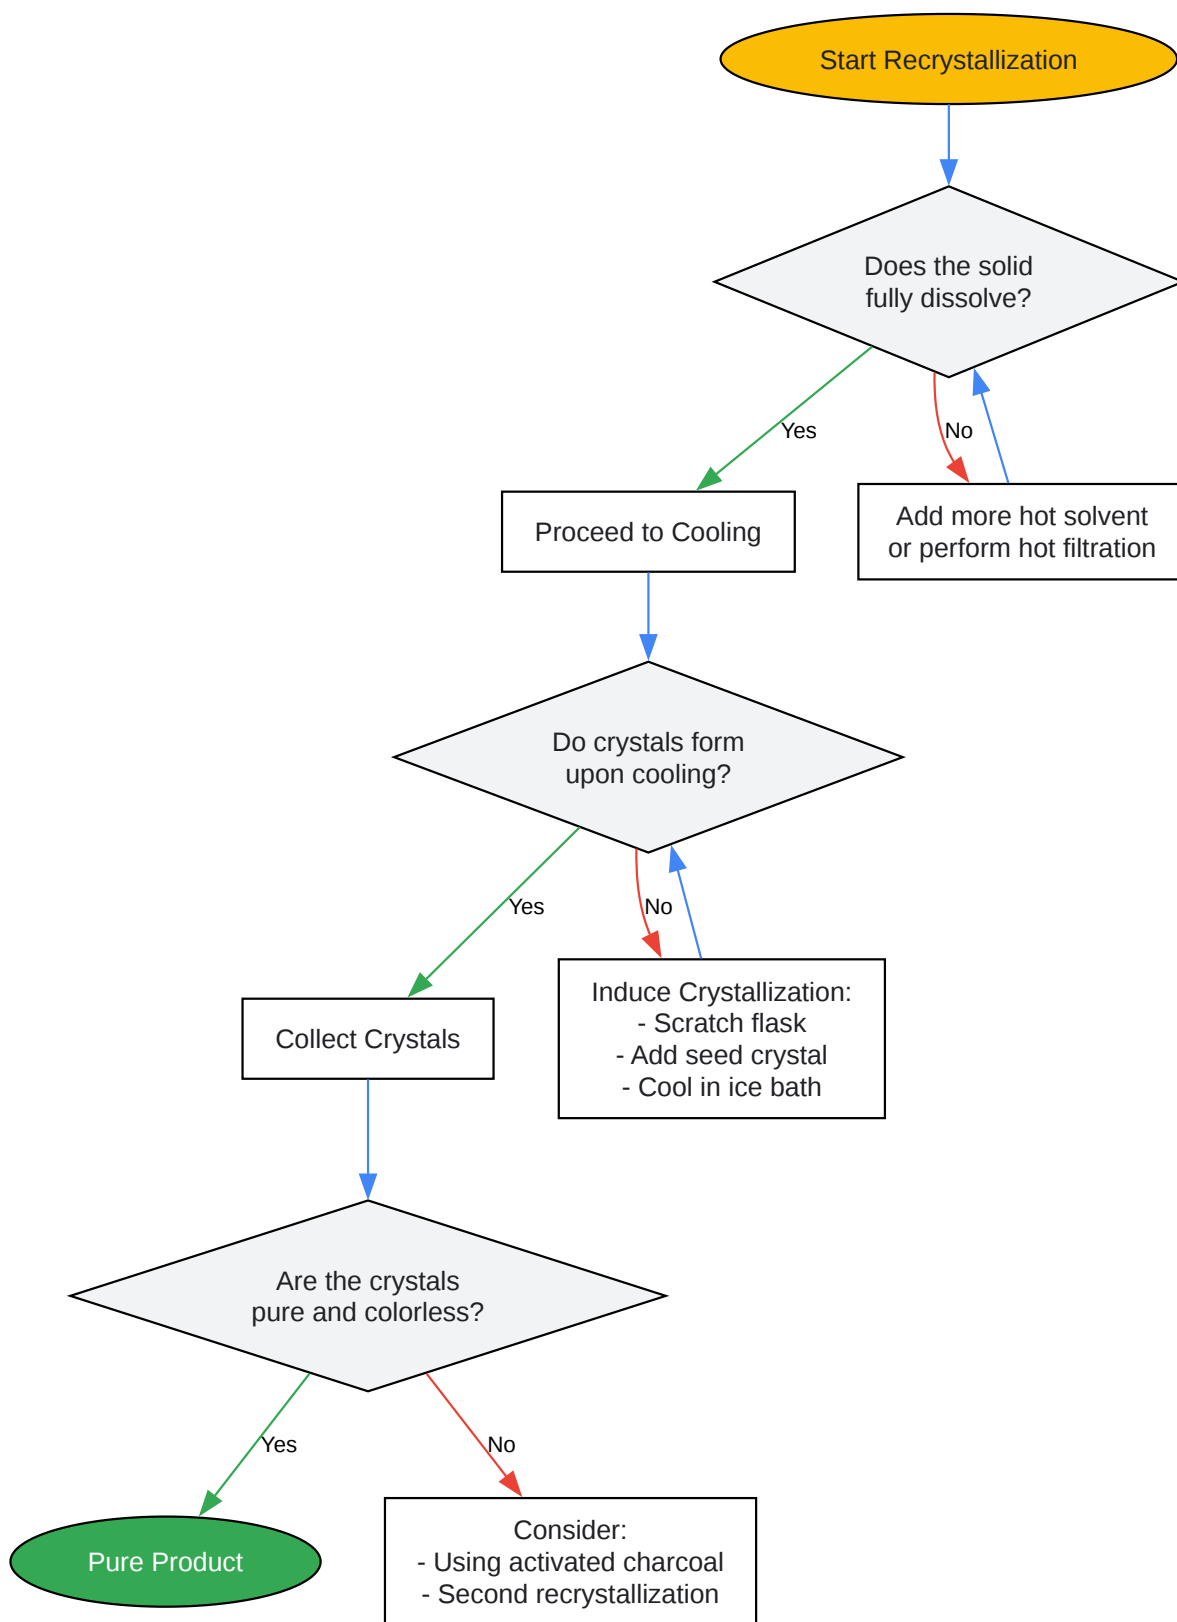 Start Recrystallization
Does the solid
fully dissolve?
Yes
No
Proceed to Cooling
Add more hot solvent
or perform hot filtration
Do crystals form
upon cooling?
Yes
No
Collect Crystals
Induce Crystallization:
- Scratch flask
- Add seed crystal
- Cool in ice bath
Are the crystals
pure and colorless?
Yes
No
Pure Product
Consider:
- Using activated charcoal
- Second recrystallization